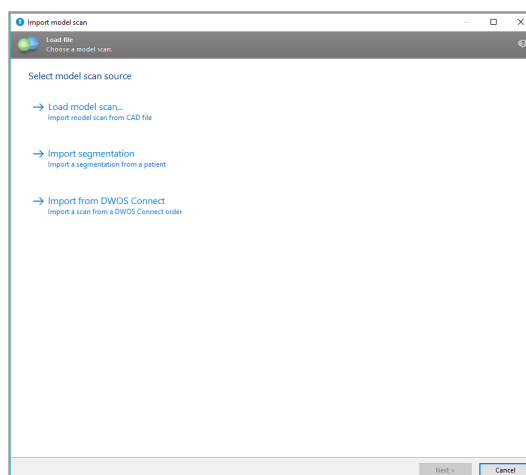 Import model scan
Load file
Choose a model scan.
Select model scan source
→ Load model scan...
Import model scan from CAD file
→ Import segmentation
Import a segmentation from a patient
→ Import from DWOS Connect
Import a scan from a DWOS Connect order
Next >
Cancel